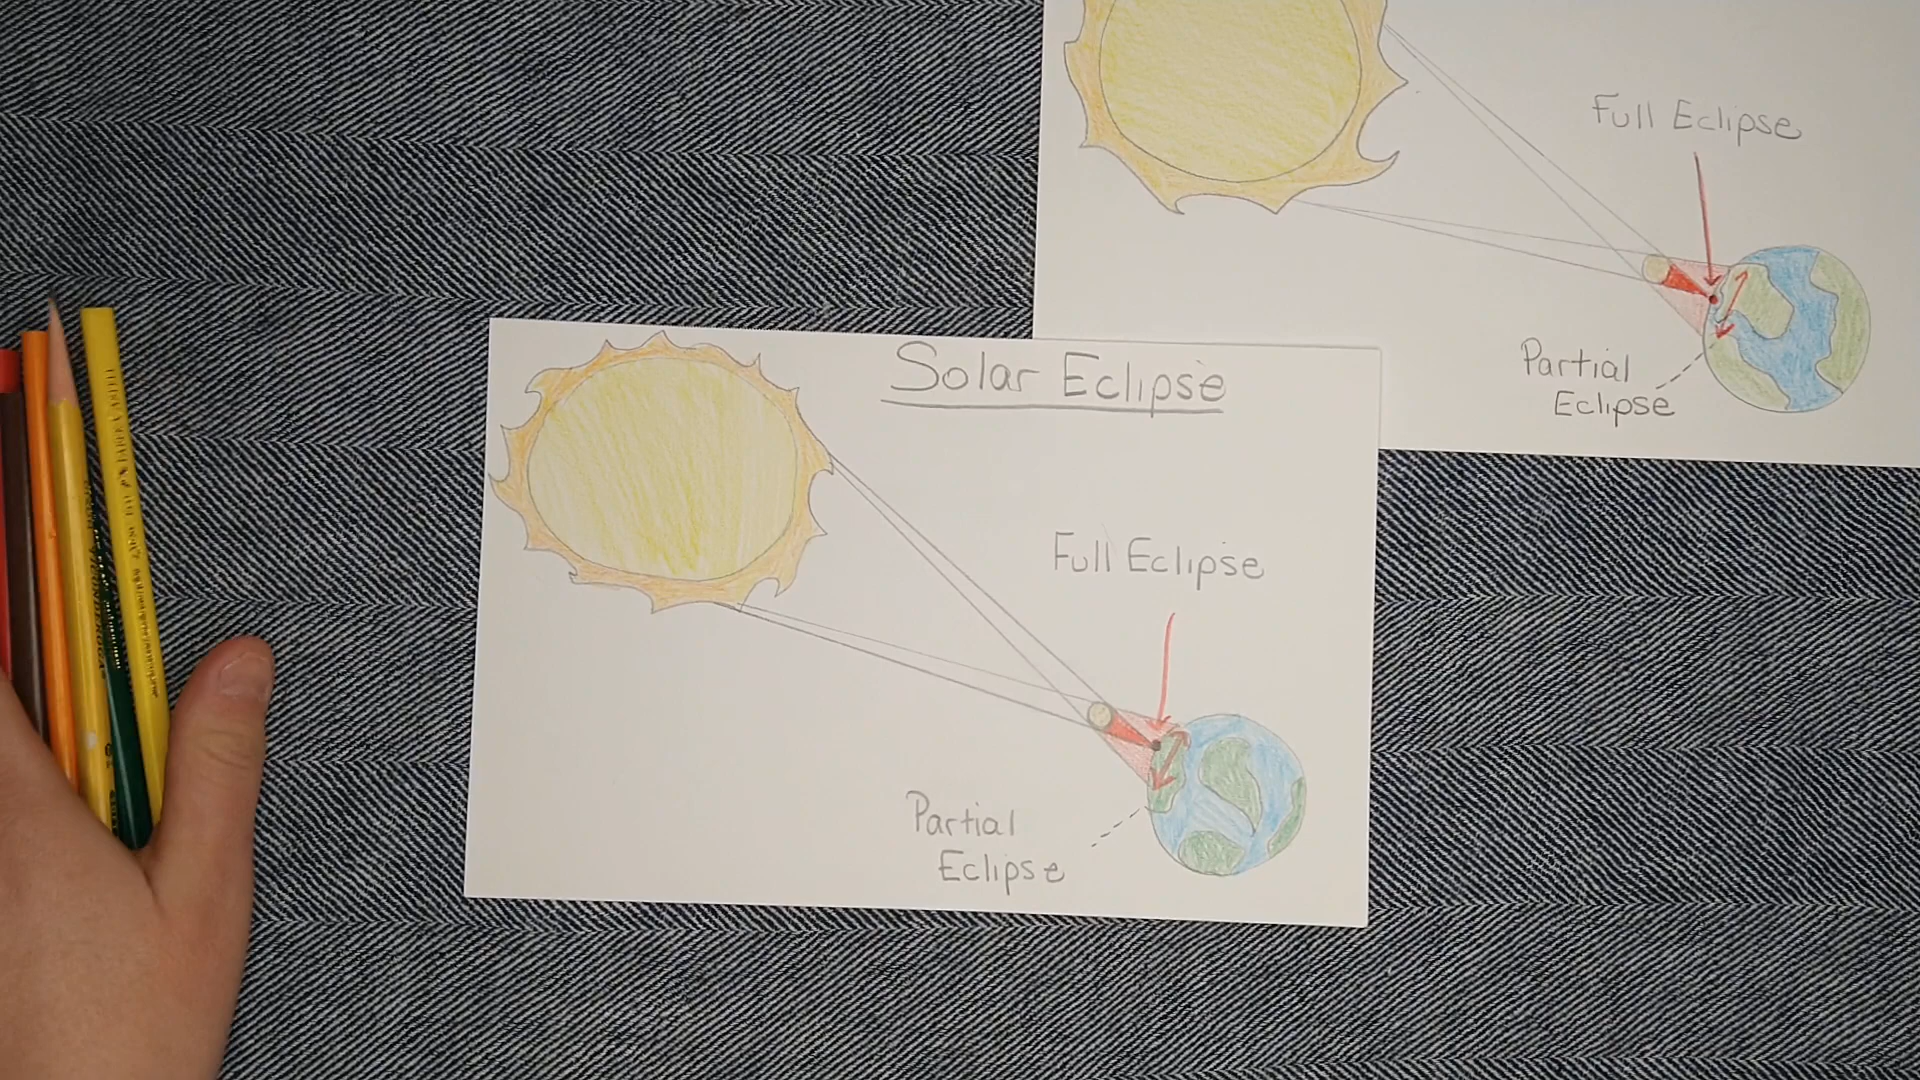 Full Eclipse
Partial
Eclipse
Solar Eclipse
Full Eclipse
Partial
Eclipse